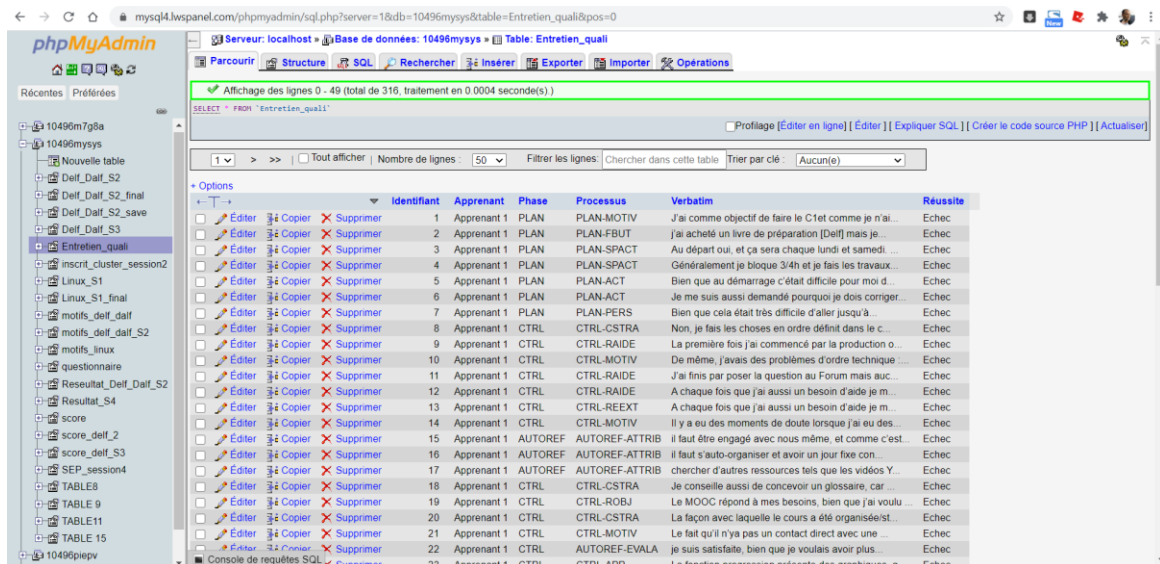 mysql4.lwspanel.com/phpmyadmin/sql.php?server=1&db=10496mysys&table=Entretien_quali&pos=0
New
phpMyAdmin
Récentes Préférées
10496m7g8a
10496mysys
Nouvelle table
Delf_Dalf_S2
Delf_Dalf_S2_final
Delf_Dalf_S2_save
Delf_Dalf_S3
Entretien_quali
inscrit_cluster_session2
Linux_S1
Linux_S1_final
motifs_delf_dalf
motifs_delf_dalf_S2
motifs_linux
questionnaire
Reseultat_Delf_Dalf_S2
Resultat_S4
score
score_delf_2
score_delf_S3
SEP_session4
TABLE8
TABLE 9
TABLE11
TABLE 15
10496piepv
Serveur: localhost » Base de données: 10496mysys » Table: Entretien_quali
Parcourir Structure SQL Rechercher Insérer Exporter Importer Opérations
Affichage des lignes 0 - 49 (total de 316, traitement en 0.0004 seconde(s).)
SELECT * FROM `Entretien_quali`
Profilage [Éditer en ligne] [ Éditer ] [ Expliquer SQL ] [ Créer le code source PHP ] [ Actualiser]
1 > >> | Tout afficher | Nombre de lignes : 50 Filtrer les lignes: Chercher dans cette table Trier par clé : Aucun(e)
+ Options
←T→ Identifiant Apprenant Phase Processus Verbatim Réussite
Éditer Copier Supprimer 1 Apprenant 1 PLAN PLAN-MOTIV J'ai comme objectif de faire le C1et comme je n'ai... Echec
Éditer Copier Supprimer 2 Apprenant 1 PLAN PLAN-FBUT j'ai acheté un livre de préparation [Delf] mais je... Echec
Éditer Copier Supprimer 3 Apprenant 1 PLAN PLAN-SPACT Au départ oui, et ça sera chaque lundi et samedi. ... Echec
Éditer Copier Supprimer 4 Apprenant 1 PLAN PLAN-SPACT Généralement je bloque 3/4h et je fais les travaux... Echec
Éditer Copier Supprimer 5 Apprenant 1 PLAN PLAN-ACT Bien que au démarrage c'était difficile pour moi d... Echec
Éditer Copier Supprimer 6 Apprenant 1 PLAN PLAN-ACT Je me suis aussi demandé pourquoi je dois corriger... Echec
Éditer Copier Supprimer 7 Apprenant 1 PLAN PLAN-PERS Bien que cela était très difficile d'aller jusqu'à... Echec
Éditer Copier Supprimer 8 Apprenant 1 CTRL CTRL-CSTRA Non, je fais les choses en ordre définit dans le c... Echec
Éditer Copier Supprimer 9 Apprenant 1 CTRL CTRL-RAIDE La première fois j'ai commencé par la production o... Echec
Éditer Copier Supprimer 10 Apprenant 1 CTRL CTRL-MOTIV De même, j'avais des problèmes d'ordre technique :... Echec
Éditer Copier Supprimer 11 Apprenant 1 CTRL CTRL-RAIDE J'ai finis par poser la question au Forum mais auc... Echec
Éditer Copier Supprimer 12 Apprenant 1 CTRL CTRL-RAIDE A chaque fois que j'ai aussi un besoin d'aide je m... Echec
Éditer Copier Supprimer 13 Apprenant 1 CTRL CTRL-REEXT A chaque fois que j'ai aussi un besoin d'aide je m... Echec
Éditer Copier Supprimer 14 Apprenant 1 CTRL CTRL-MOTIV Il y a eu des moments de doute lorsque j'ai eu des... Echec
Éditer Copier Supprimer 15 Apprenant 1 AUTOREF AUTOREF-ATTRIB il faut être engagé avec nous même, et comme c'est... Echec
Éditer Copier Supprimer 16 Apprenant 1 AUTOREF AUTOREF-ATTRIB il faut s'auto-organiser et avoir un jour fixe con... Echec
Éditer Copier Supprimer 17 Apprenant 1 AUTOREF AUTOREF-ATTRIB chercher d'autres ressources tels que les vidéos Y... Echec
Éditer Copier Supprimer 18 Apprenant 1 CTRL CTRL-CSTRA Je conseille aussi de concevoir un glossaire, car ... Echec
Éditer Copier Supprimer 19 Apprenant 1 CTRL CTRL-ROBJ Le MOOC répond à mes besoins, bien que j'ai voulu ... Echec
Éditer Copier Supprimer 20 Apprenant 1 CTRL CTRL-CSTRA La façon avec laquelle le cours a été organisée/st... Echec
Éditer Copier Supprimer 21 Apprenant 1 CTRL CTRL-MOTIV Le fait qu'il n'ya pas un contact direct avec une ... Echec
Éditer Copier Supprimer 22 Apprenant 1 CTRL AUTOREF-EVALA je suis satisfaite, bien que je voulais avoir plus... Echec
Console de requêtes SQL